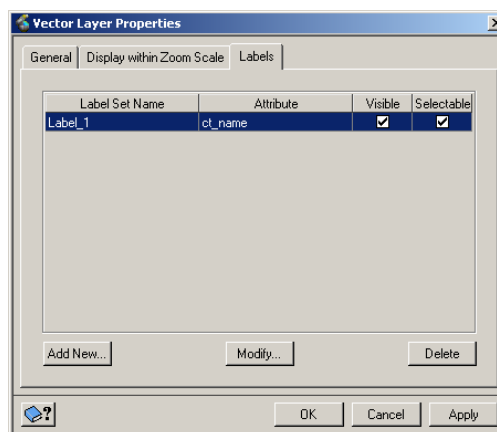 Vector Layer Properties
General Display within Zoom Scale Labels
Label Set Name Attribute Visible Selectable
Label_1 ct_name
Add New... Modify... Delete
? OK Cancel Apply